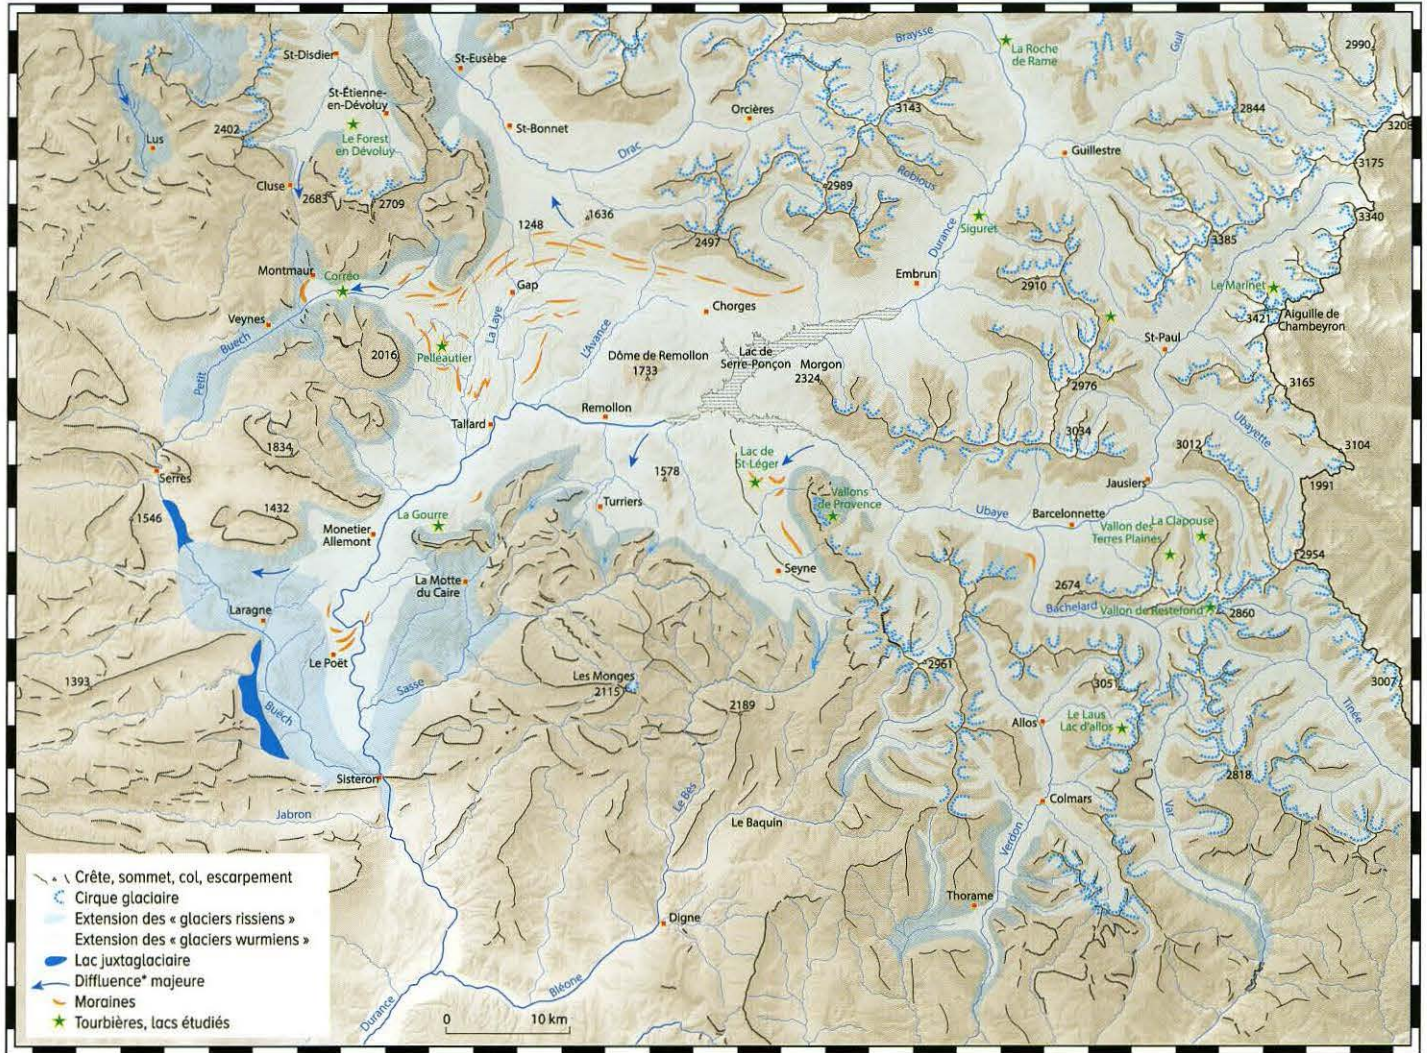 St-Disdier
St-Eusèbe
Braysse
La Roche
de Rame
Guil
2990
St-Étienne-
en-Dévoluy
Orcières
3143
2844
3208
Lus
2402
Le Forest
en Dévoluy
St-Bonnet
Drac
Guillestre
3175
Cluse
2683
2709
2989
Robious
1248
1636
Siguret
3340
2497
Durance
3385
Montmaur
Corréo
Gap
Embrun
2910
Le Marinet
Chorges
3421
Aiguille de
Chambeyron
Veynes
Buech
La Laye
L'Avance
2016
Pelleautier
Dôme de Remollon
1733
Lac de
Serre-Ponçon
Morgon
2324
St-Paul
Petit
2976
3165
Remollon
Tallard
Ubayette
1834
3034
3012
3104
Serres
1578
Lac de
St-Léger
Jausiers
1991
Vallons
de Provence
1546
1432
La Gourre
Turriers
Ubaye
Barcelonnette
Monetier
Allemont
Vallon des
Terres Plaines
La Clapouse
2954
La Motte
du Caire
Seyne
2674
Laragne
Bachelard
Vallon de Restefond
2860
Le Poët
2961
1393
Sasse
Les Monges
2115
3051
3007
2189
Buëch
Allos
Le Laus
Lac d'allos
Tinée
Sisteron
2818
Le Bès
Colmars
Var
Jabron
Le Baquin
Verdon
Crête, sommet, col, escarpement
Cirque glaciaire
Thorame
Extension des « glaciers rissiens »
Digne
Extension des « glaciers wurmiens »
Lac juxtaglaciaire
Diffluence* majeure
Bléone
Moraines
Durance
Tourbières, lacs étudiés
0 10 km